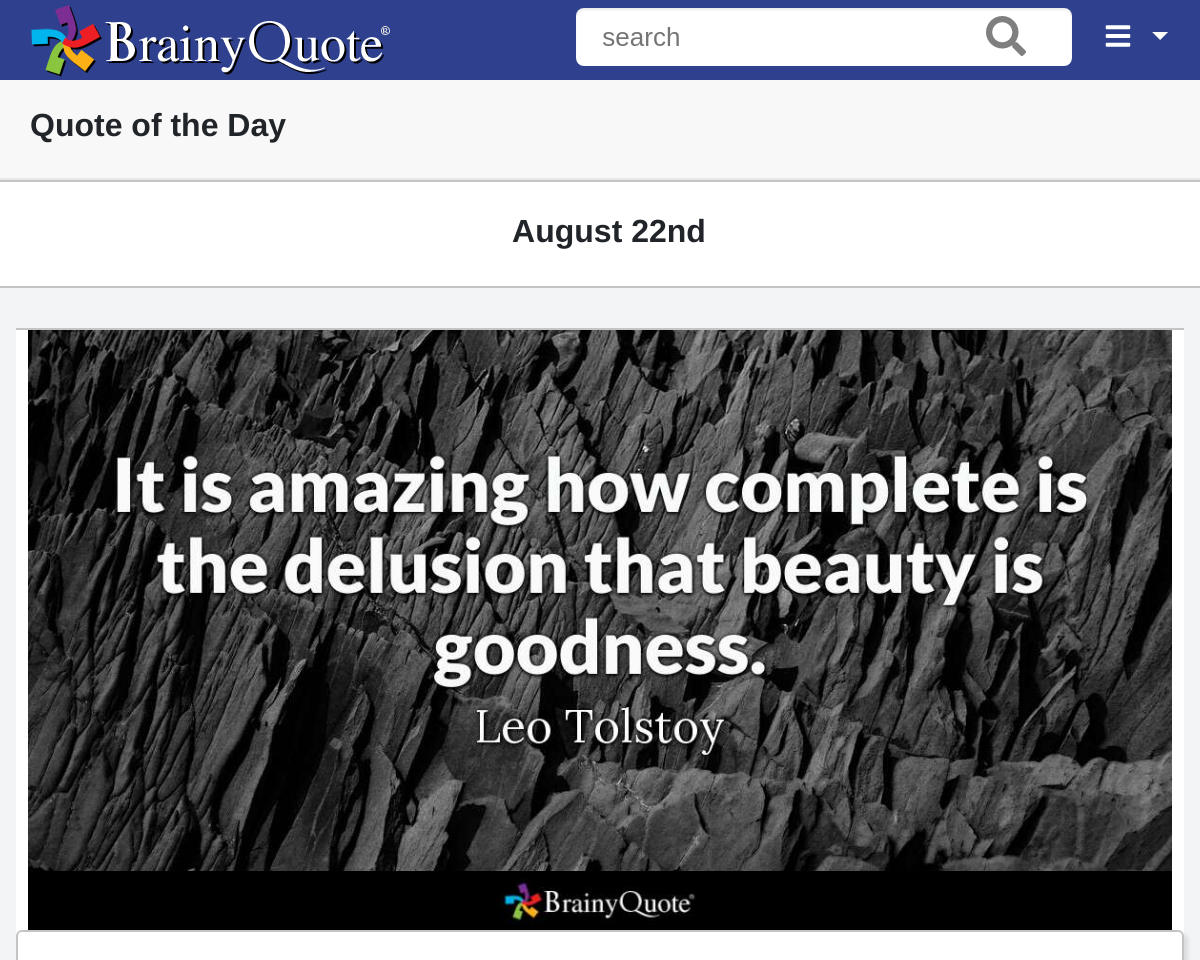 BrainyQuote®
search
Quote of the Day
August 22nd
It is amazing how complete is
the delusion that beauty is
goodness.
Leo Tolstoy
BrainyQuote®